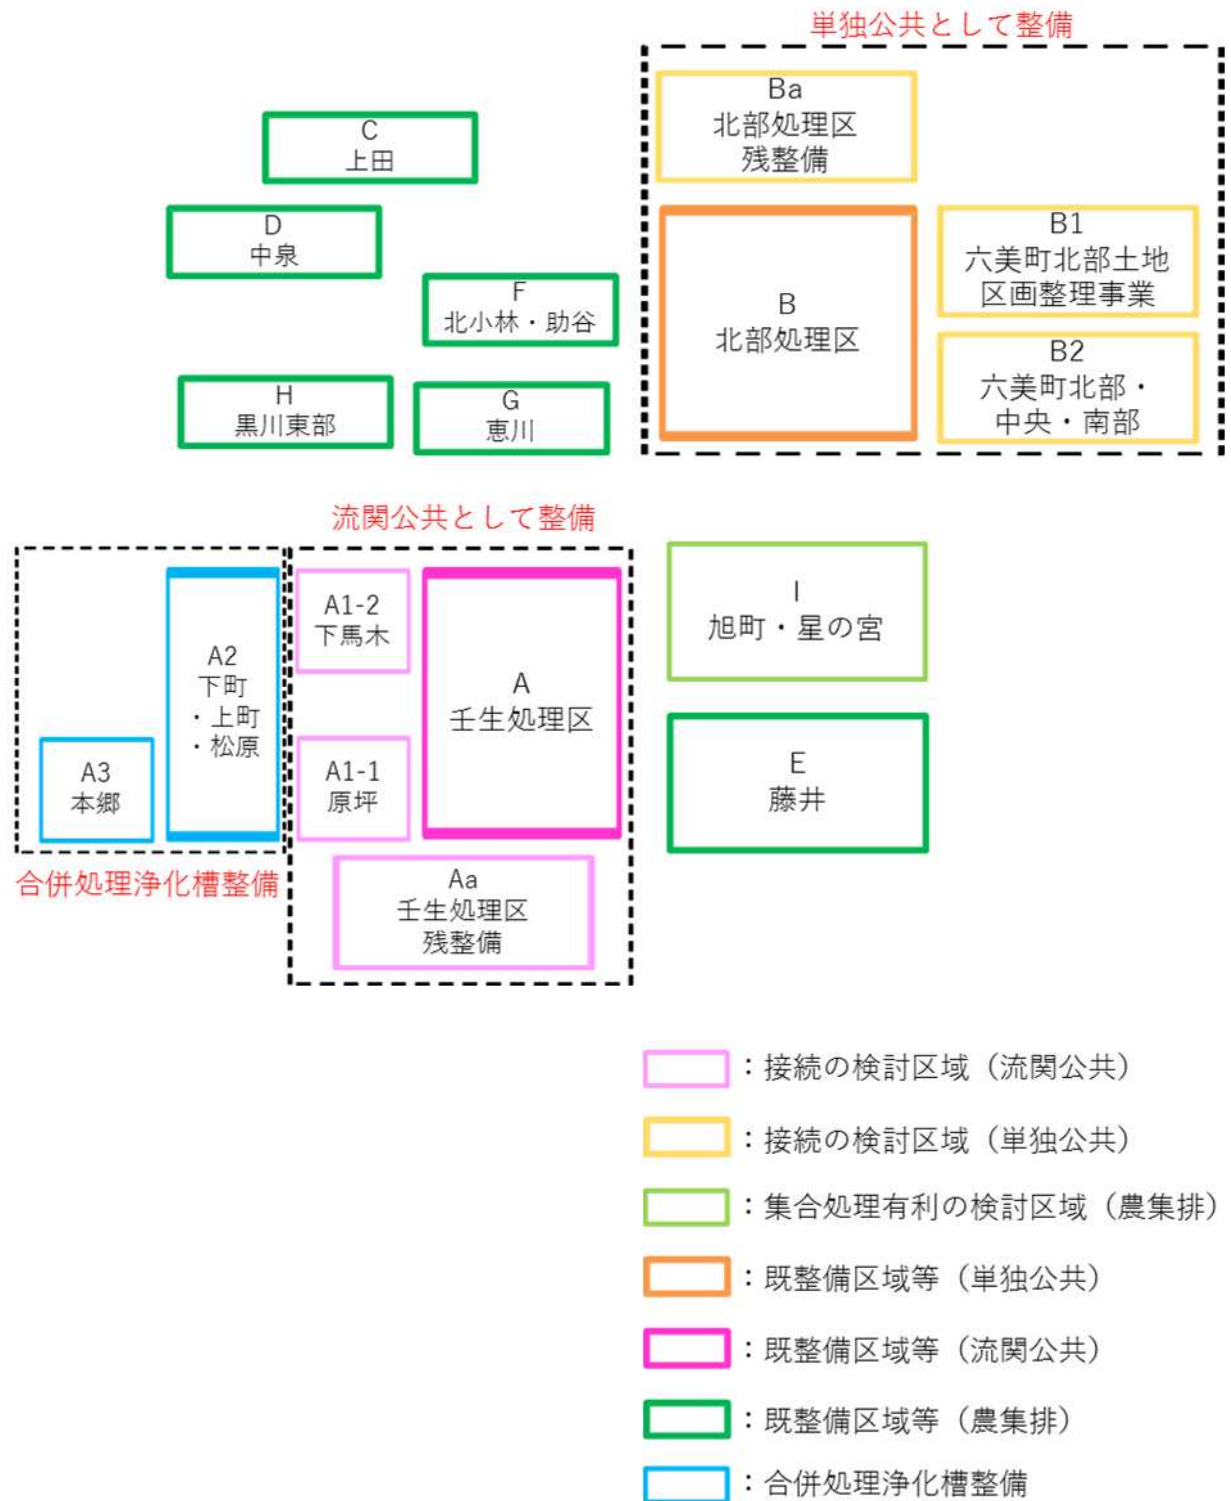 単独公共として整備
Ba
北部処理区
残整備
C
上田
D
中泉
B
北部処理区
B1
六美町北部土地
区画整理事業
F
北小林・助谷
B2
六美町北部・
中央・南部
H
黒川東部
G
恵川
流関公共として整備
A1-2
下馬木
A
壬生処理区
I
旭町・星の宮
A2
下町
・上町
・松原
A3
本郷
A1-1
原坪
E
藤井
合併処理浄化槽整備
Aa
壬生処理区
残整備
：接続の検討区域（流関公共）
：接続の検討区域（単独公共）
：集合処理有利の検討区域（農集排）
：既整備区域等（単独公共）
：既整備区域等（流関公共）
：既整備区域等（農集排）
：合併処理浄化槽整備